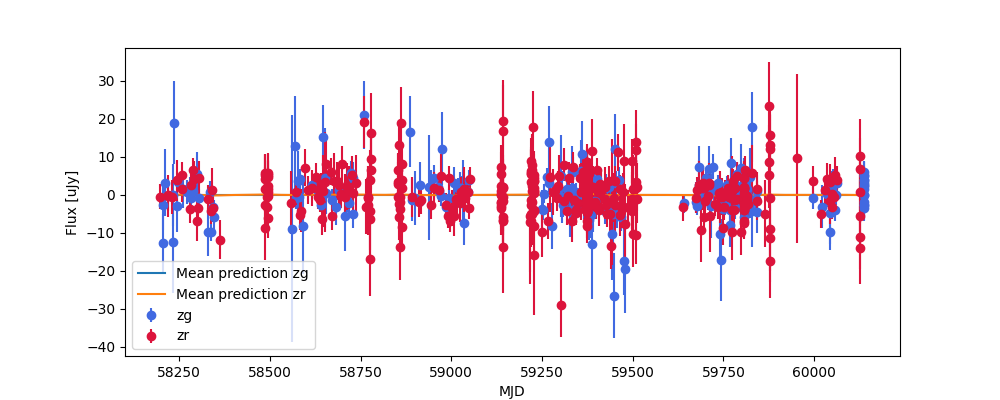 30
20
10
0
−10
−20
−30
−40
Flux [uJy]
Mean prediction zg
Mean prediction zr
zg
zr
58250 58500 58750 59000 59250 59500 59750 60000
MJD